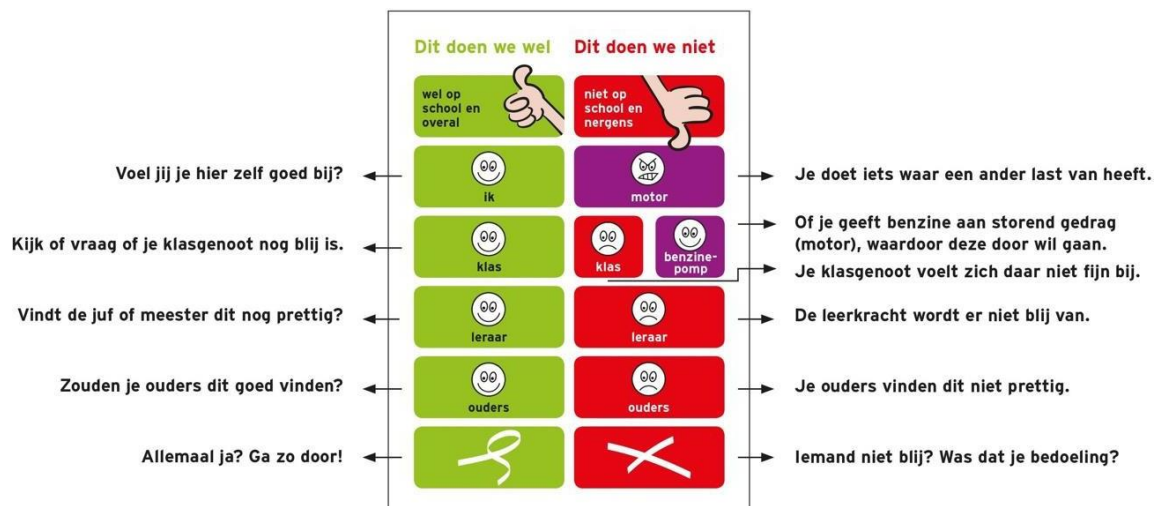 Dit doen we wel
Dit doen we niet
wel op
school en
overal
niet op
school en
nergens
Voel jij je hier zelf goed bij?
ik
motor
Je doet iets waar een ander last van heeft.
Kijk of vraag of je klasgenoot nog blij is.
klas
klas
benzine-
pomp
Of je geeft benzine aan storend gedrag
(motor), waardoor deze door wil gaan.
Je klasgenoot voelt zich daar niet fijn bij.
Vindt de juf of meester dit nog prettig?
leraar
leraar
De leerkracht wordt er niet blij van.
Zouden je ouders dit goed vinden?
ouders
ouders
Je ouders vinden dit niet prettig.
Allemaal ja? Ga zo door!
Iemand niet blij? Was dat je bedoeling?